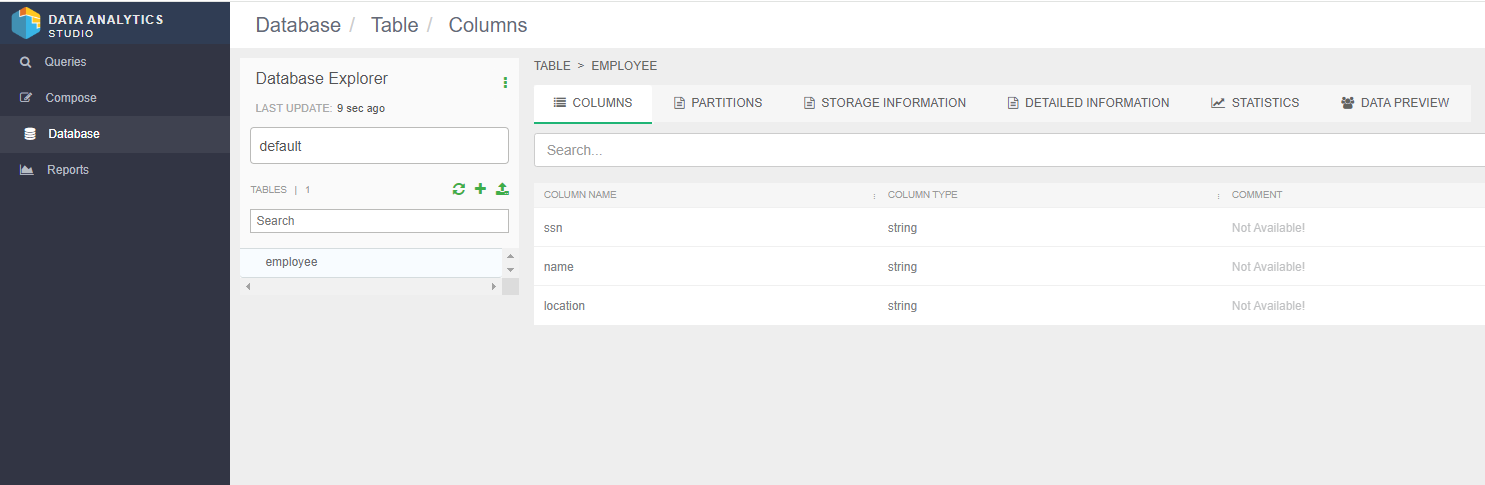 DATA ANALYTICS
STUDIO
Queries
Compose
Database
Reports
Database / Table / Columns
Database Explorer
LAST UPDATE: 9 sec ago
default
TABLES | 1
Search
employee
TABLE > EMPLOYEE
COLUMNS PARTITIONS STORAGE INFORMATION DETAILED INFORMATION STATISTICS DATA PREVIEW
Search...
COLUMN NAME COLUMN TYPE COMMENT
ssn string Not Available!
name string Not Available!
location string Not Available!